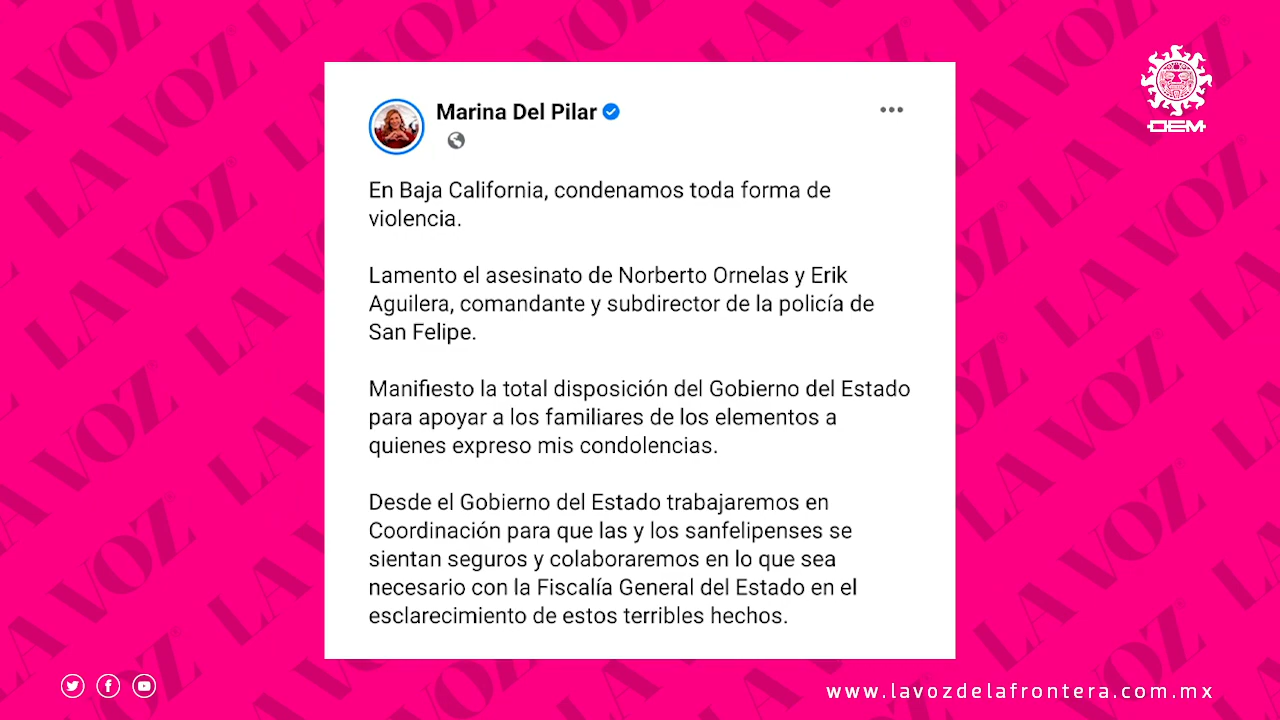 Marina Del Pilar
En Baja California, condenamos toda forma de
violencia.
Lamento el asesinato de Norberto Ornelas y Erik
Aguilera, comandante y subdirector de la policía de
San Felipe.
Manifiesto la total disposición del Gobierno del Estado
para apoyar a los familiares de los elementos a
quienes expreso mis condolencias.
Desde el Gobierno del Estado trabajaremos en
Coordinación para que las y los sanfelipenses se
sientan seguros y colaboraremos en lo que sea
necesario con la Fiscalía General del Estado en el
esclarecimiento de estos terribles hechos.
OEM
www.lavozdelafrontera.com.mx
LA VOZ